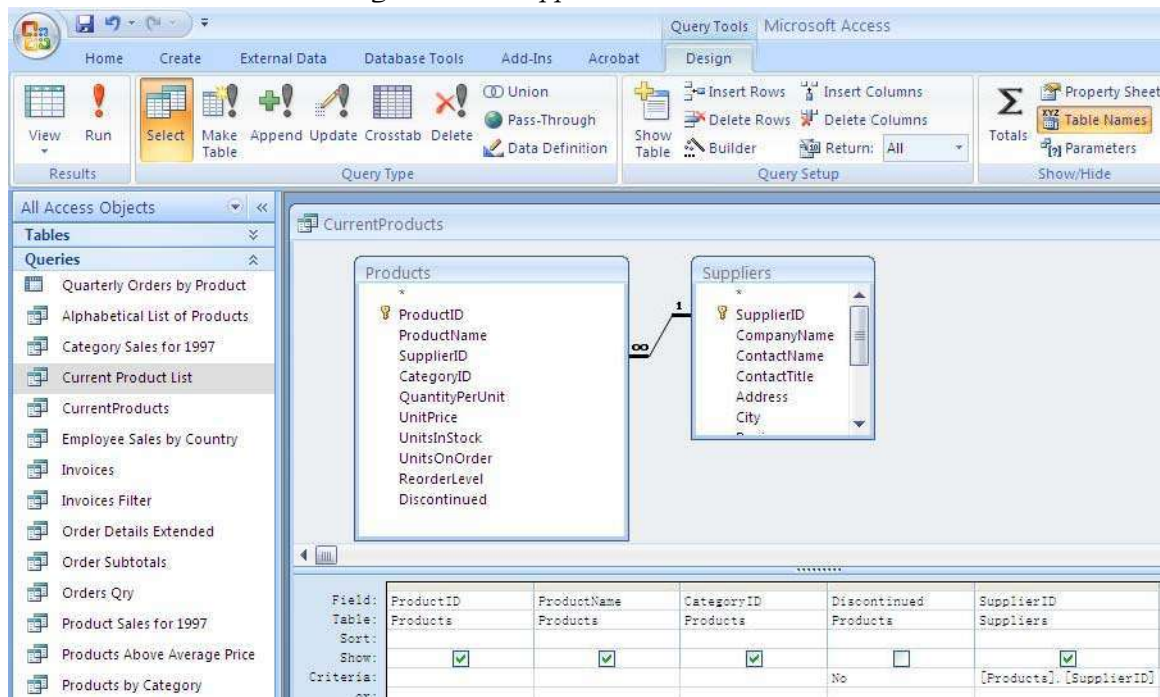 Query Tools Microsoft Access
Home Create External Data Database Tools Add-Ins Acrobat Design
View
Run
Select
Make Table
Append
Update
Crosstab
Delete
Union
Pass-Through
Data Definition
Show Table
Insert Rows
Delete Rows
Builder
Insert Columns
Delete Columns
Return: All
Σ
Totals
Property Sheet
XYZ Table Names
[?] Parameters
Results Query Type Query Setup Show/Hide
All Access Objects
Tables
Queries
Quarterly Orders by Product
Alphabetical List of Products
Category Sales for 1997
Current Product List
CurrentProducts
Employee Sales by Country
Invoices
Invoices Filter
Order Details Extended
Order Subtotals
Orders Qry
Product Sales for 1997
Products Above Average Price
Products by Category
CurrentProducts
Products
*
ProductID
ProductName
SupplierID
CategoryID
QuantityPerUnit
UnitPrice
UnitsInStock
UnitsOnOrder
ReorderLevel
Discontinued
∞
1
Suppliers
*
SupplierID
CompanyName
ContactName
ContactTitle
Address
City
Field: ProductID ProductName CategoryID Discontinued SupplierID
Table: Products Products Products Products Suppliers
Sort:
Show:
Criteria: No [Products].[SupplierID]
or: